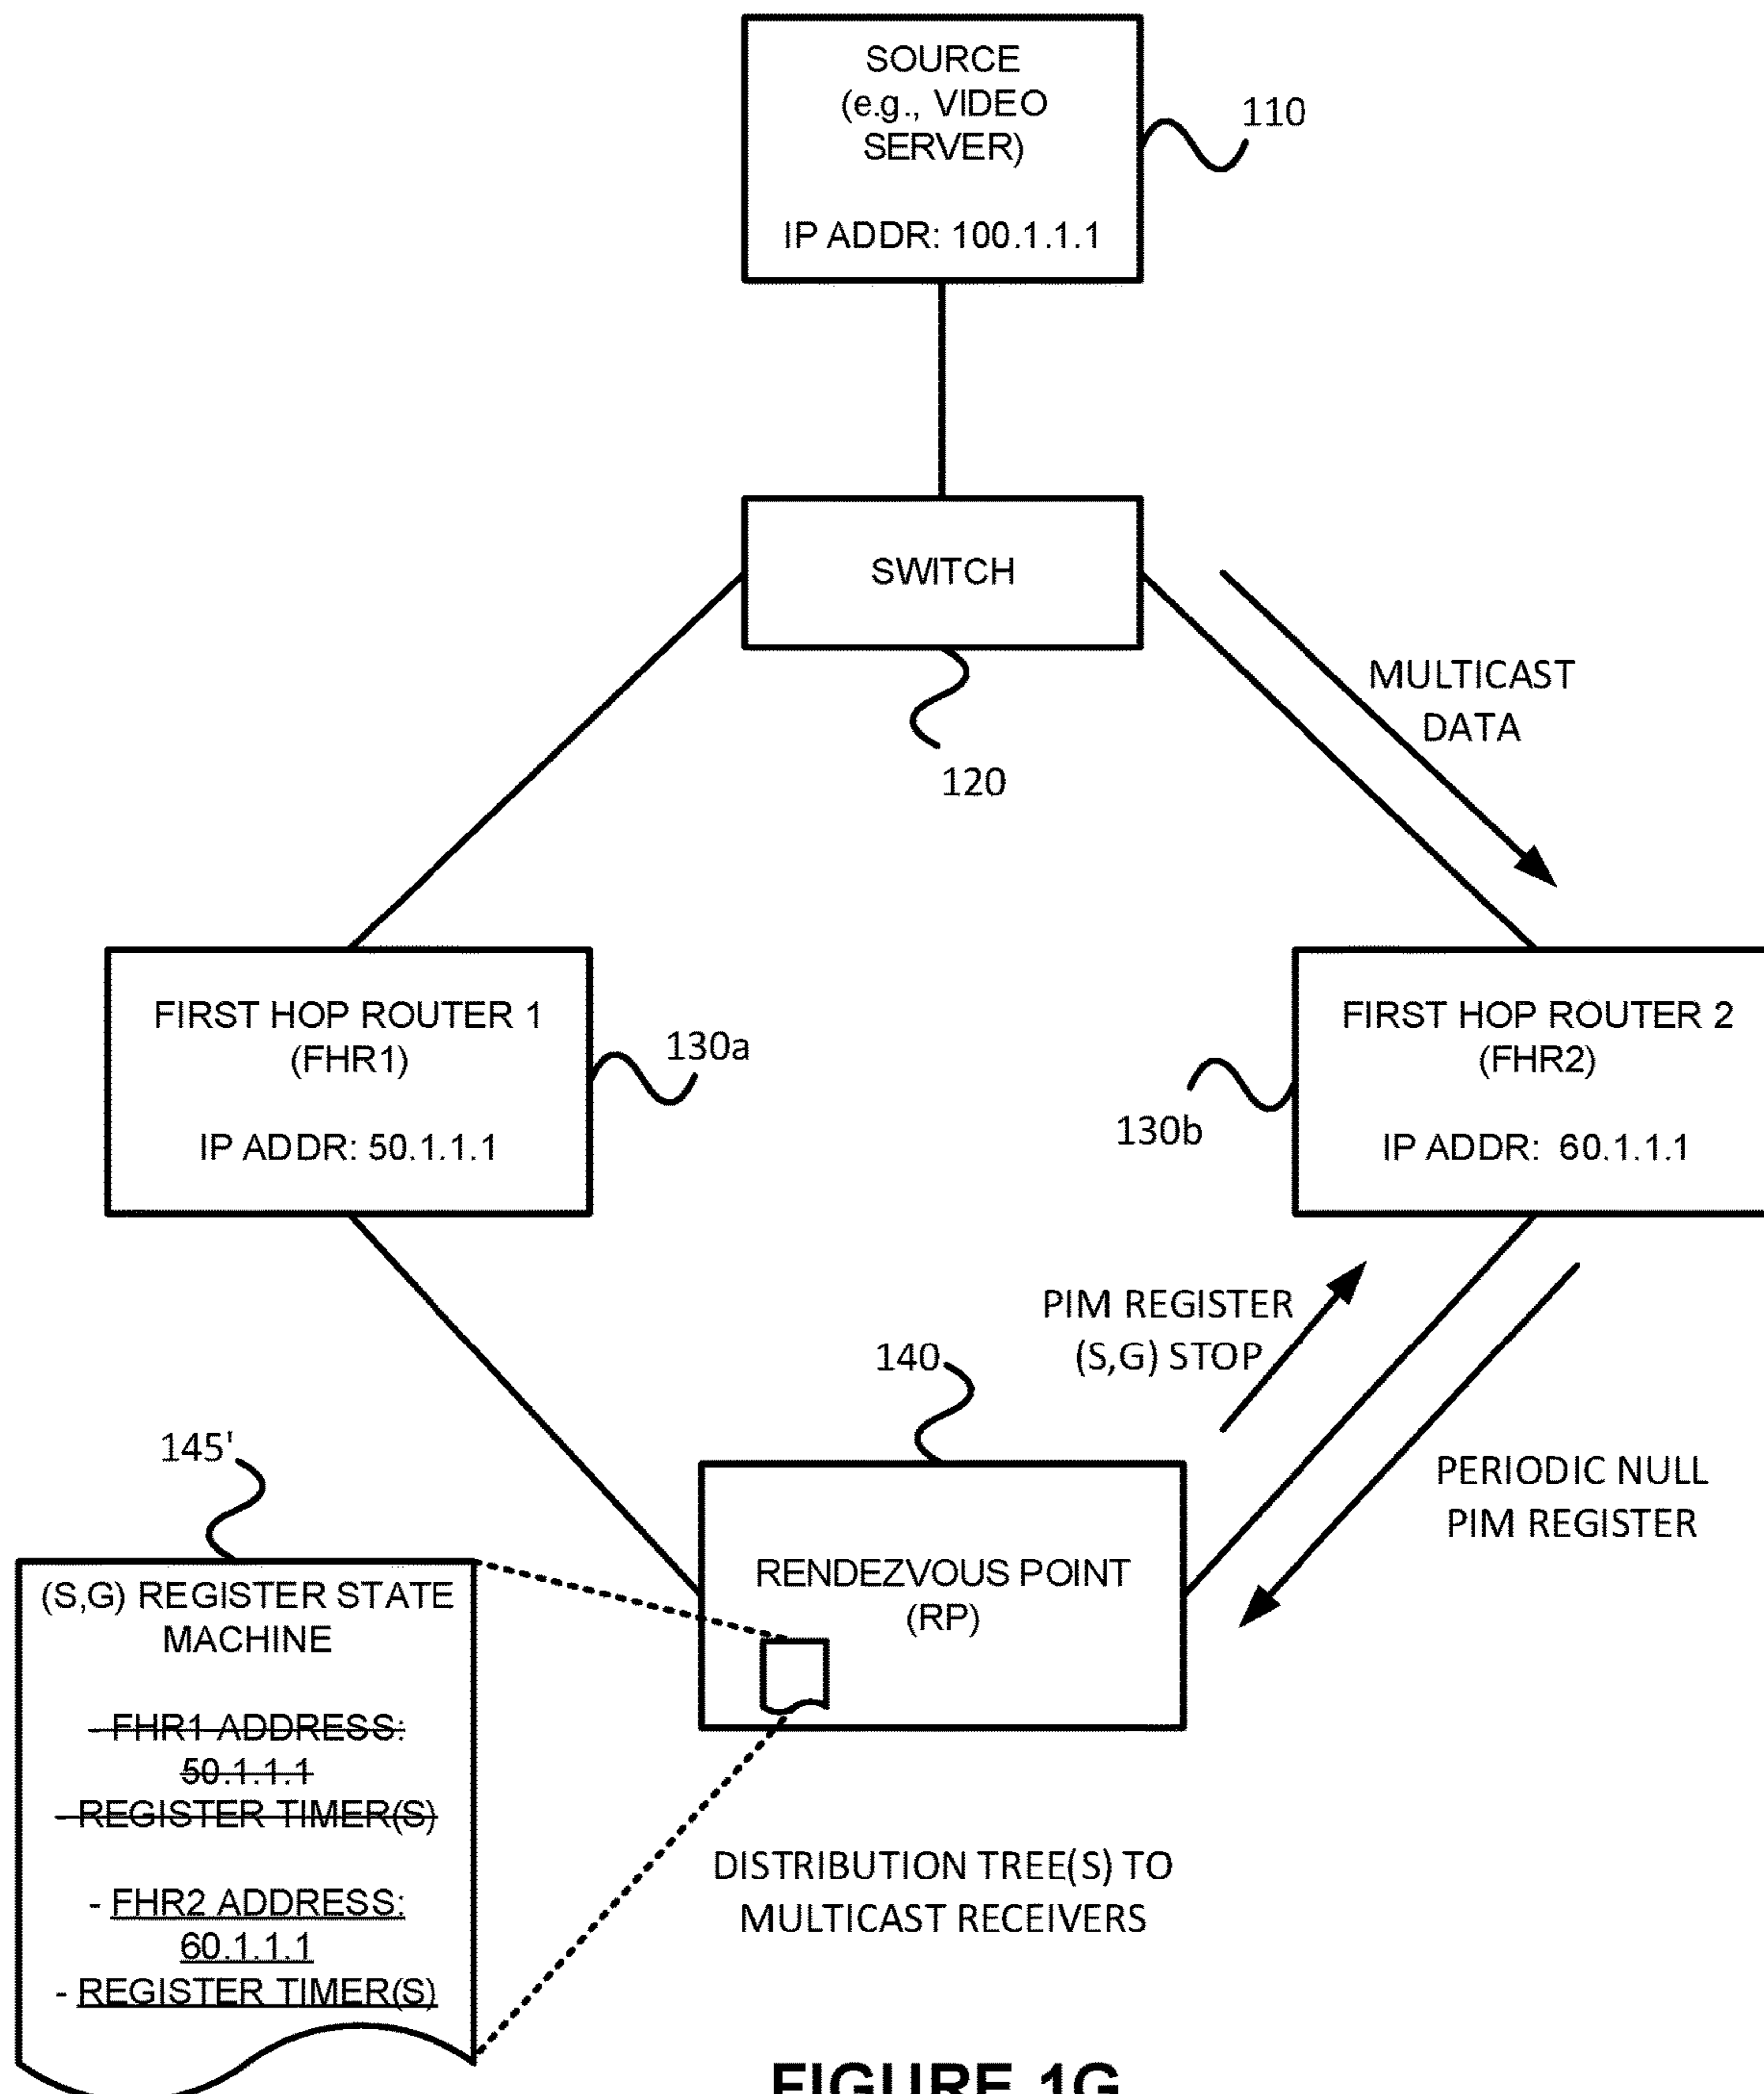 SOURCE
(e.g., VIDEO
SERVER)
IP ADDR: 100.1.1.1
110
SWITCH
120
MULTICAST
DATA
FIRST HOP ROUTER 1
(FHR1)
IP ADDR: 50.1.1.1
130a
FIRST HOP ROUTER 2
(FHR2)
IP ADDR: 60.1.1.1
130b
PIM REGISTER
(S,G) STOP
140
PERIODIC NULL
PIM REGISTER
145'
RENDEZVOUS POINT
(RP)
(S,G) REGISTER STATE
MACHINE
- FHR1 ADDRESS:
50.1.1.1
- REGISTER TIMER(S)
- FHR2 ADDRESS:
60.1.1.1
- REGISTER TIMER(S)
DISTRIBUTION TREE(S) TO
MULTICAST RECEIVERS
FIGURE 1G